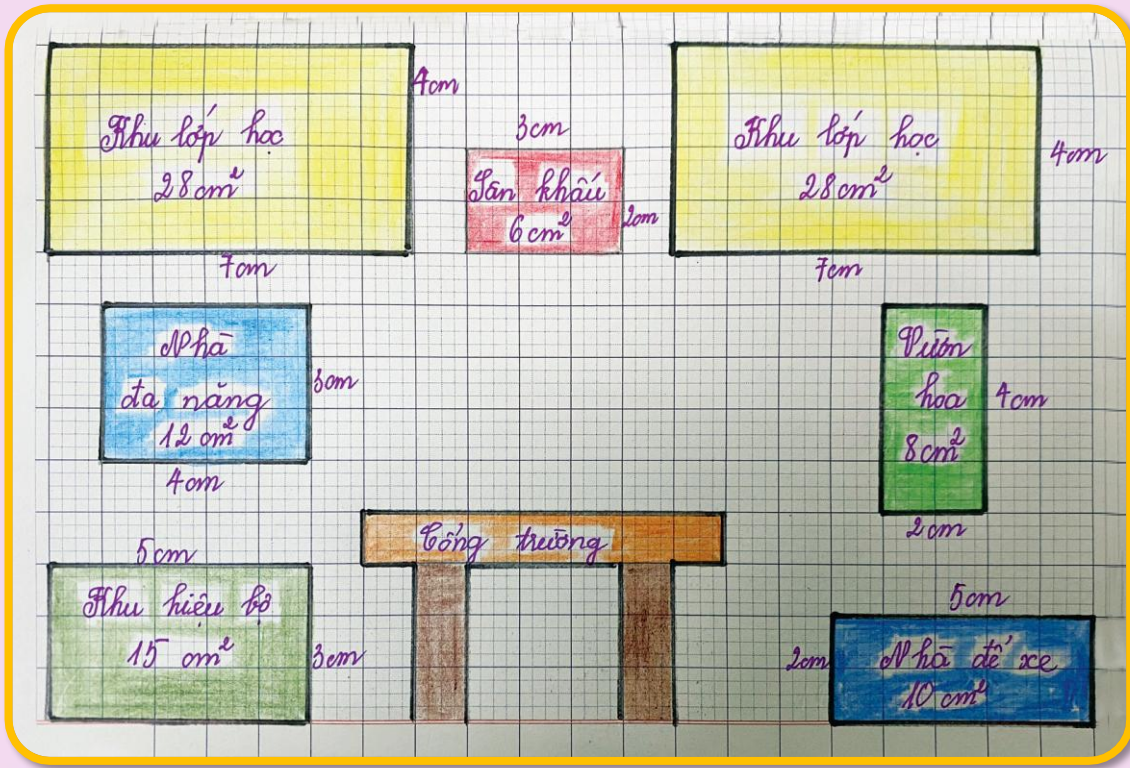 Khu lớp học
28cm²
4cm
7cm
3cm
Sân khấu
6cm²
2cm
Khu lớp học
28cm²
4cm
7cm
Nhà
đa năng
12cm²
3cm
4cm
Vườn
hoa
8cm²
4cm
2cm
Cổng trường
5cm
Khu hiệu bộ
15 cm²
3cm
5cm
2cm
Nhà để xe
10 cm²